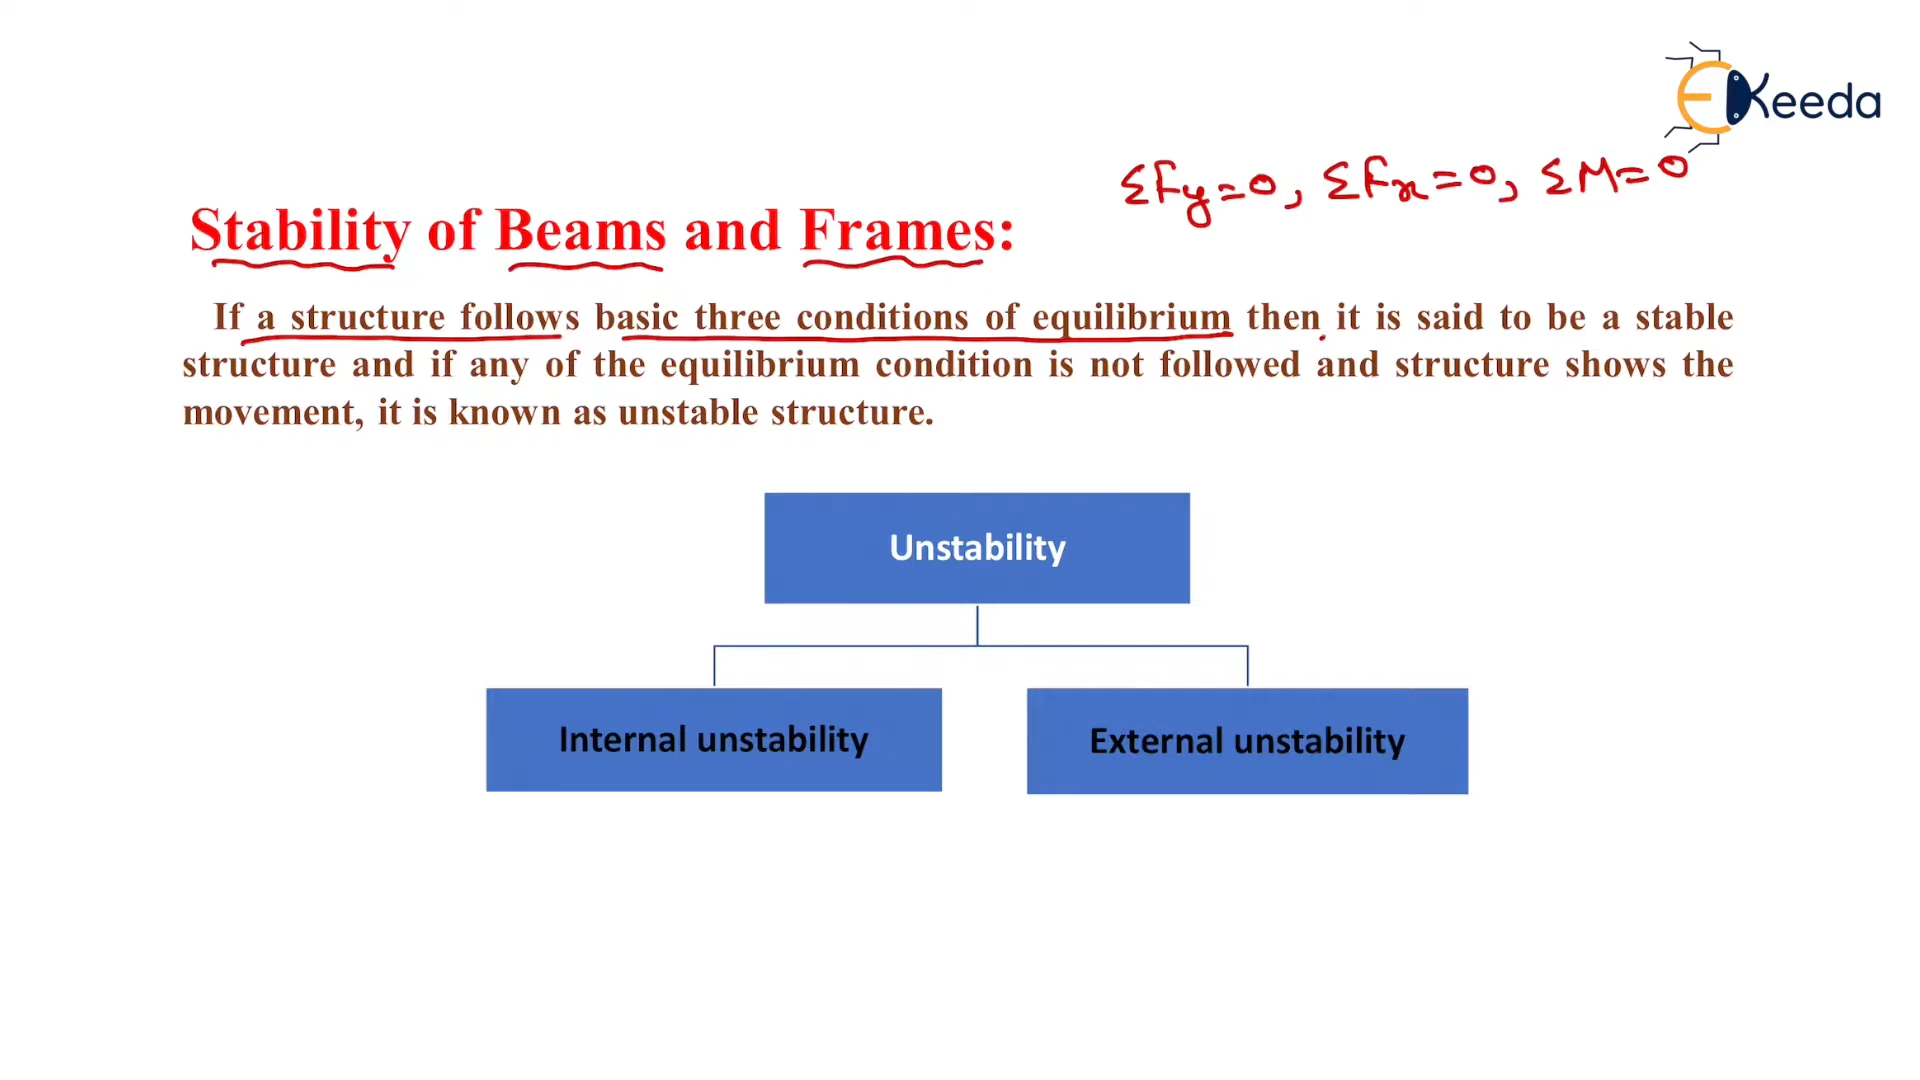 EKeeda
ΣFy=0, ΣFx=0, ΣM=0
Stability of Beams and Frames:
If a structure follows basic three conditions of equilibrium then it is said to be a stable
structure and if any of the equilibrium condition is not followed and structure shows the
movement, it is known as unstable structure.
Unstability
Internal unstability
External unstability